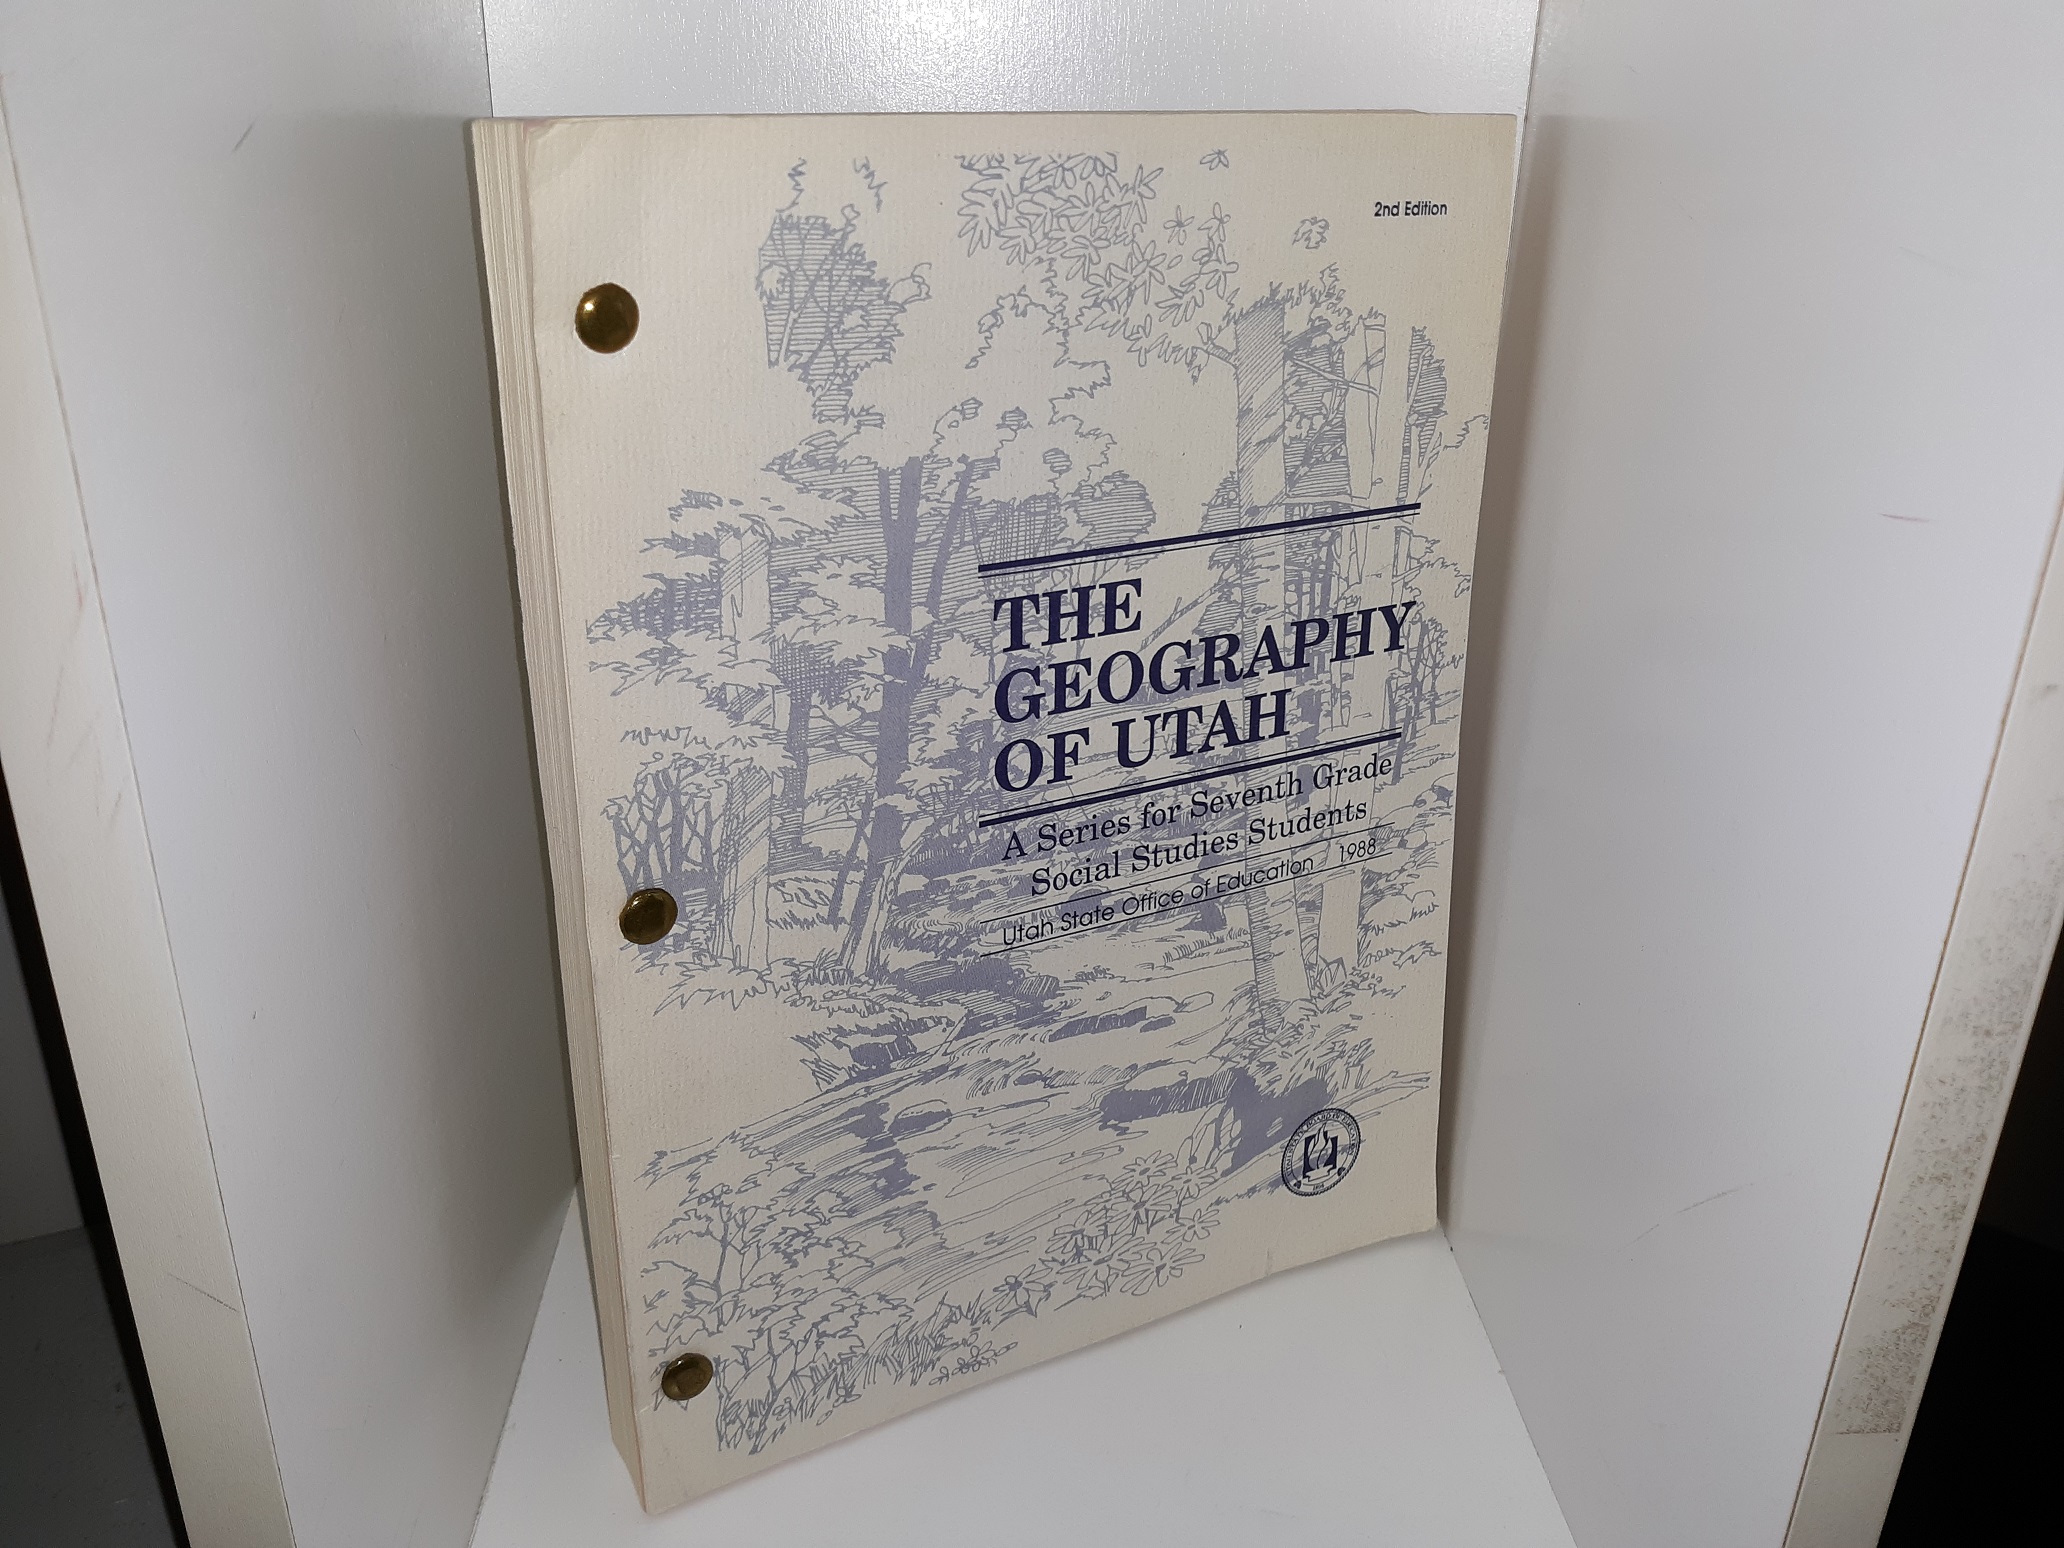 2nd Edition
THE
GEOGRAPHY
OF UTAH
A Series for Seventh Grade
Social Studies Students
Utah State Office of Education 1988